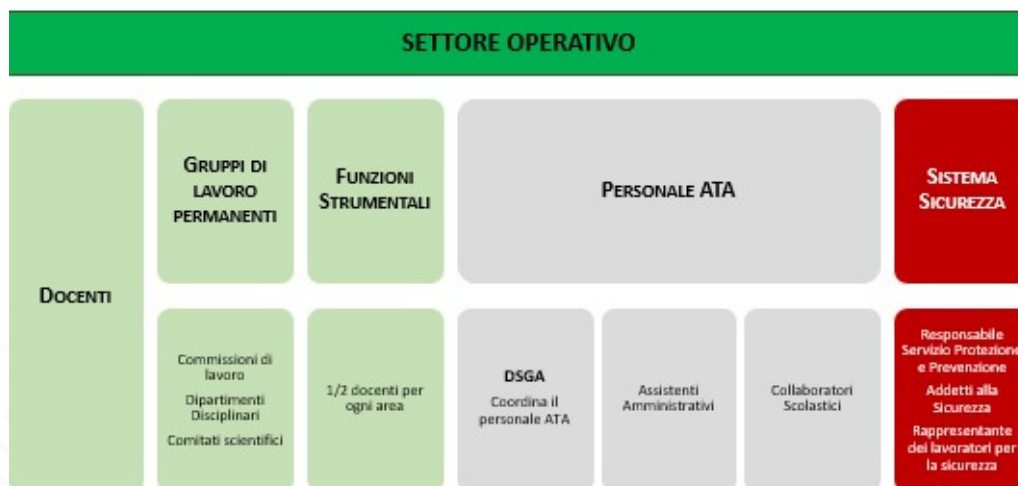 SETTORE OPERATIVO
DOCENTI
GRUPPI DI
LAVORO
PERMANENTI
Commissioni di
lavoro
Dipartimenti
Disciplinari
Comitati scientifici
FUNZIONI
STRUMENTALI
1/2 docenti per
ogni area
PERSONALE ATA
DSGA
Coordina il
personale ATA
Assistenti
Amministrativi
Collaboratori
Scolastici
SISTEMA
SICUREZZA
Responsabile
Servizio Protezione
e Prevenzione
Addetti alla
Sicurezza
Rappresentante
dei lavoratori per
la sicurezza